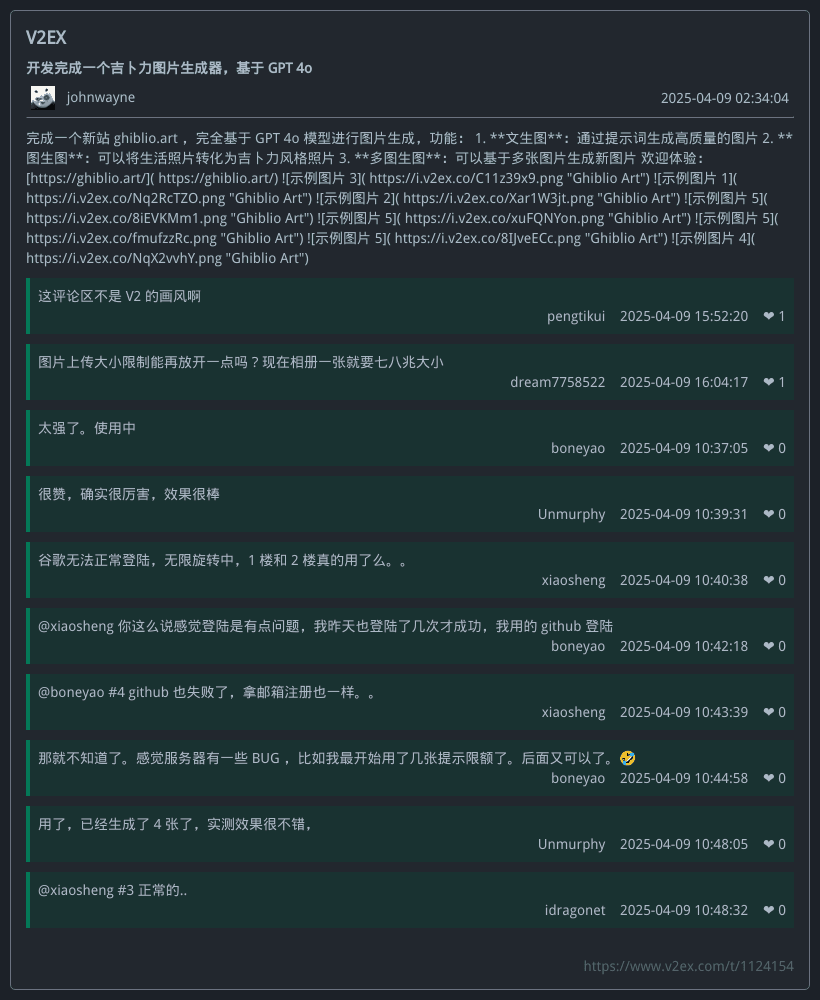 V2EX
开发完成一个吉卜力图片生成器，基于 GPT 4o
johnwayne 2025-04-09 02:34:04
完成一个新站 ghiblio.art ，完全基于 GPT 4o 模型进行图片生成，功能： 1. **文生图**：通过提示词生成高质量的图片 2. **
图生图**：可以将生活照片转化为吉卜力风格照片 3. **多图生图**：可以基于多张图片生成新图片 欢迎体验：
[https://ghiblio.art/]( https://ghiblio.art/) ![示例图片 3]( https://i.v2ex.co/C11z39x9.png "Ghiblio Art") ![示例图片 1](
https://i.v2ex.co/Nq2RcTZO.png "Ghiblio Art") ![示例图片 2]( https://i.v2ex.co/Xar1W3jt.png "Ghiblio Art") ![示例图片 5](
https://i.v2ex.co/8iEVKMm1.png "Ghiblio Art") ![示例图片 5]( https://i.v2ex.co/xuFQNYon.png "Ghiblio Art") ![示例图片 5](
https://i.v2ex.co/fmufzzRc.png "Ghiblio Art") ![示例图片 5]( https://i.v2ex.co/8IJveECc.png "Ghiblio Art") ![示例图片 4](
https://i.v2ex.co/NqX2vvhY.png "Ghiblio Art")
这评论区不是 V2 的画风啊
pengtikui 2025-04-09 15:52:20 ❤ 1
图片上传大小限制能再放开一点吗？现在相册一张就要七八兆大小
dream7758522 2025-04-09 16:04:17 ❤ 1
太强了。使用中
boneyao 2025-04-09 10:37:05 ❤ 0
很赞，确实很厉害，效果很棒
Unmurphy 2025-04-09 10:39:31 ❤ 0
谷歌无法正常登陆，无限旋转中，1 楼和 2 楼真的用了么。。
xiaosheng 2025-04-09 10:40:38 ❤ 0
@xiaosheng 你这么说感觉登陆是有点问题，我昨天也登陆了几次才成功，我用的 github 登陆
boneyao 2025-04-09 10:42:18 ❤ 0
@boneyao #4 github 也失败了，拿邮箱注册也一样。。
xiaosheng 2025-04-09 10:43:39 ❤ 0
那就不知道了。感觉服务器有一些 BUG ，比如我最开始用了几张提示限额了。后面又可以了。🤣
boneyao 2025-04-09 10:44:58 ❤ 0
用了，已经生成了 4 张了，实测效果很不错，
Unmurphy 2025-04-09 10:48:05 ❤ 0
@xiaosheng #3 正常的..
idragonet 2025-04-09 10:48:32 ❤ 0
https://www.v2ex.com/t/1124154